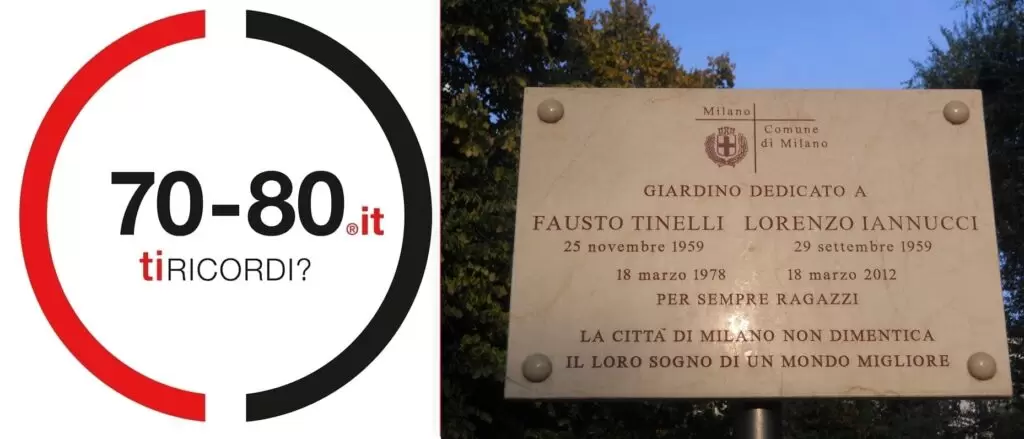 70-80®.it
tiRICORDI?
Milano
Comune
di Milano
GIARDINO DEDICATO A
FAUSTO TINELLI LORENZO IANNUCCI
25 novembre 1959 29 settembre 1959
18 marzo 1978 18 marzo 2012
PER SEMPRE RAGAZZI
LA CITTÀ DI MILANO NON DIMENTICA
IL LORO SOGNO DI UN MONDO MIGLIORE